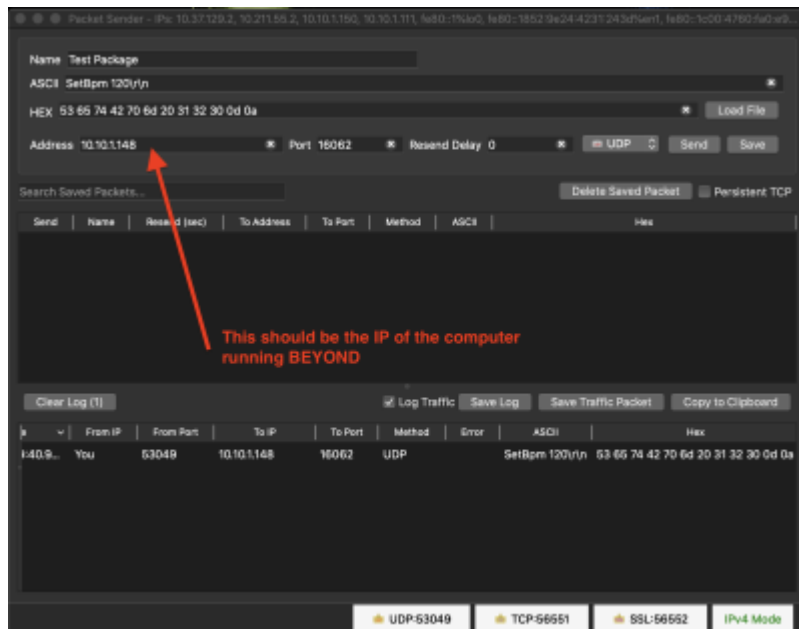 Packet Sender - IPs: 10.37.129.2, 10.211.55.2, 10.10.1.150, 10.10.1.111,
Name Test Package
ASCII SetBpm 120\r\n
HEX 53 65 74 42 70 6d 20 31 32 30 0d 0a Load File
Address 10.10.1.148 Port 16062 Resend Delay 0 UDP Send Save
Search Saved Packets... Delete Saved Packet Persistent TCP
Send Name Resend (sec) To Address To Port Method ASCII Hex
This should be the IP of the computer
running BEYOND
Clear Log (1) Log Traffic Save Log Save Traffic Packet Copy to Clipboard
From IP From Port To IP To Port Method Error ASCII Hex
You 53049 10.10.1.148 16062 UDP SetBpm 120\r\n 53 65 74 42 70 6d 20 31 32 30 0d 0a
UDP:53049 TCP:56551 SSL:56552 IPv4 Mode